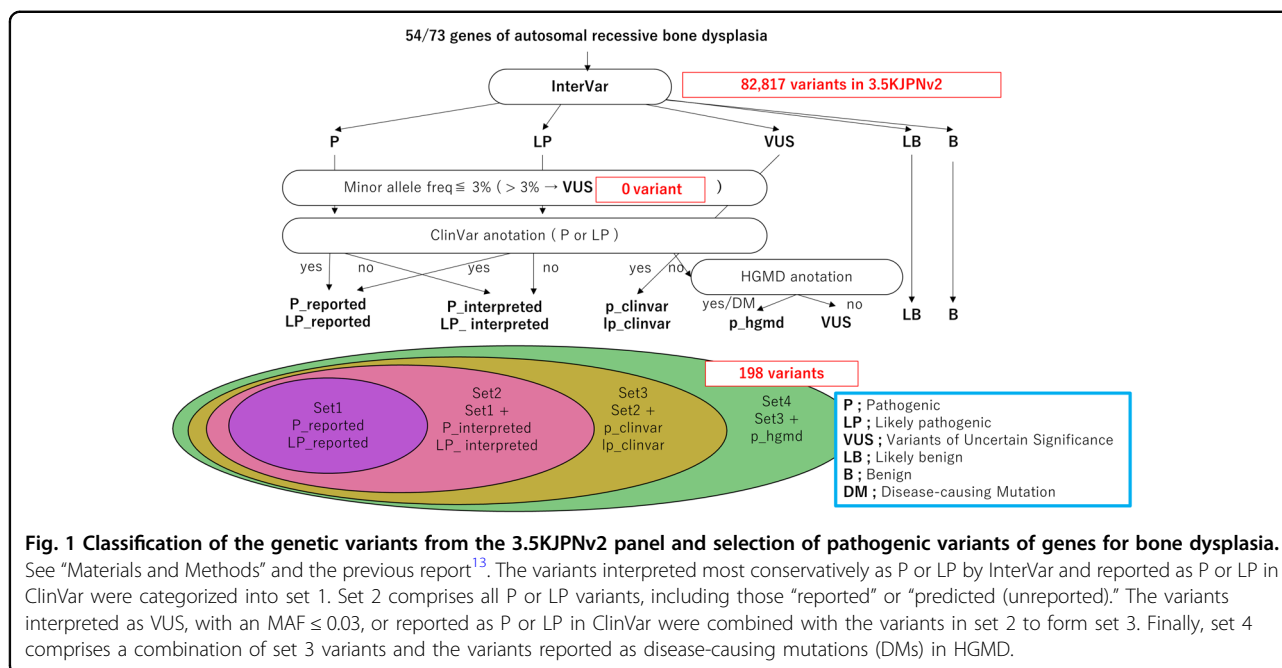 54/73 genes of autosomal recessive bone dysplasia
InterVar
82,817 variants in 3.5KJPNv2
P
LP
VUS
LB
B
Minor allele freq≦ 3% ( > 3% → VUS 0 variant )
ClinVar anotation ( P or LP )
yes
no
yes
no
yes
no
HGMD anotation
yes/DM
no
P_reported
LP_reported
P_interpreted
LP_ interpreted
p_clinvar
lp_clinvar
p_hgmd
VUS
LB
B
198 variants
Set1
P_reported
LP_reported
Set2
Set1 +
P_interpreted
LP_ interpreted
Set3
Set2 +
p_clinvar
lp_clinvar
Set4
Set3 +
p_hgmd
P ; Pathogenic
LP ; Likely pathogenic
VUS ; Variants of Uncertain Significance
LB ; Likely benign
B ; Benign
DM ; Disease-causing Mutation
Fig. 1 Classification of the genetic variants from the 3.5KJPNv2 panel and selection of pathogenic variants of genes for bone dysplasia.
See “Materials and Methods” and the previous report13. The variants interpreted most conservatively as P or LP by InterVar and reported as P or LP in
ClinVar were categorized into set 1. Set 2 comprises all P or LP variants, including those “reported” or “predicted (unreported).” The variants
interpreted as VUS, with an MAF ≤ 0.03, or reported as P or LP in ClinVar were combined with the variants in set 2 to form set 3. Finally, set 4
comprises a combination of set 3 variants and the variants reported as disease-causing mutations (DMs) in HGMD.